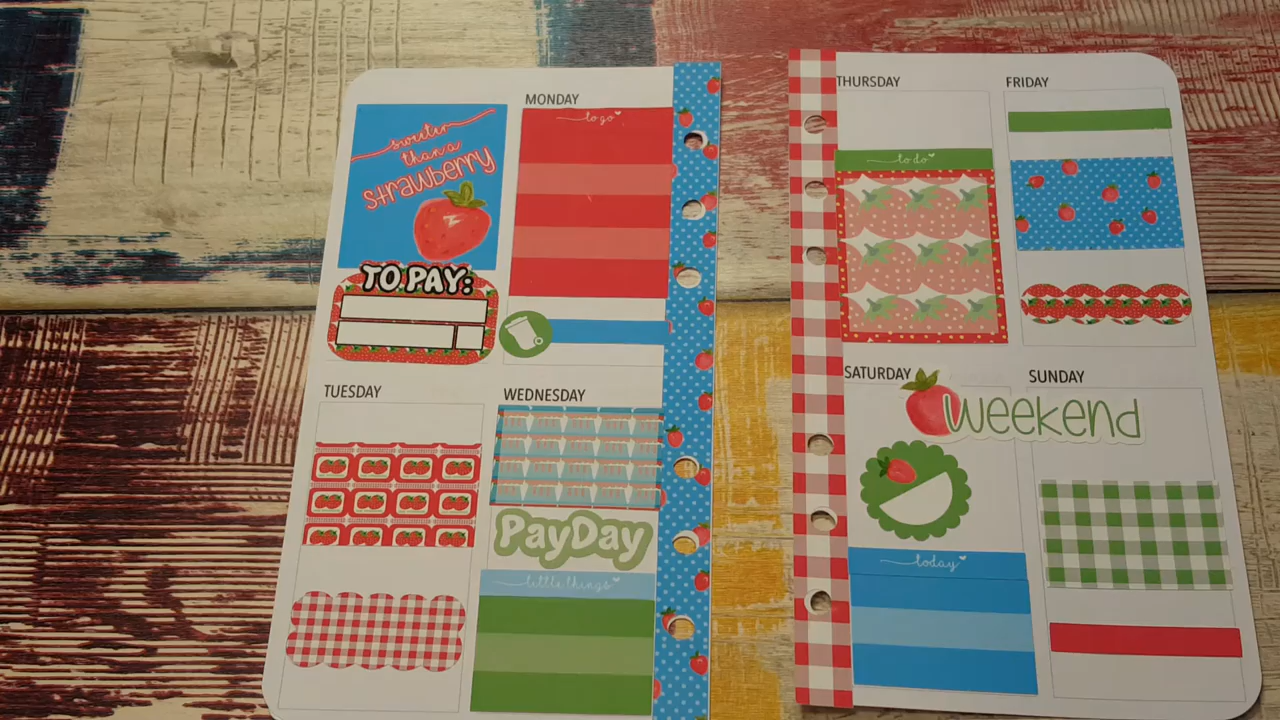 sweeter
than a
strawberry
TO PAY:
MONDAY
to go
TUESDAY
WEDNESDAY
PayDay
little things
THURSDAY
to do
FRIDAY
SATURDAY
SUNDAY
weekend
today